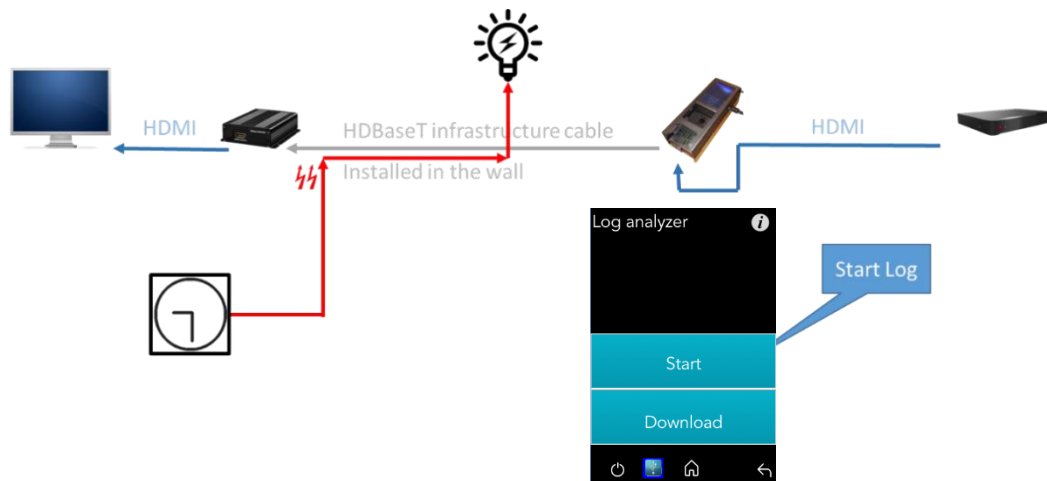 HDMI
HDBaseT infrastructure cable
HDMI
Installed in the wall
Log analyzer
Start Log
Start
Download